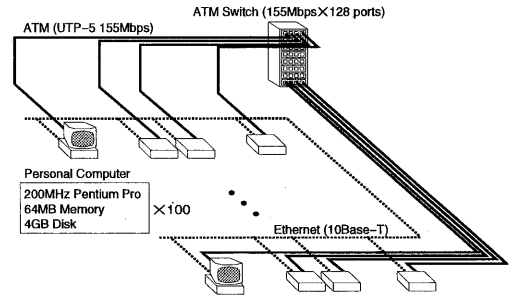 ATM Switch (155Mbps×128 ports)
ATM (UTP-5 155Mbps)
Personal Computer
200MHz Pentium Pro
64MB Memory
4GB Disk
×100
Ethernet (10Base-T)